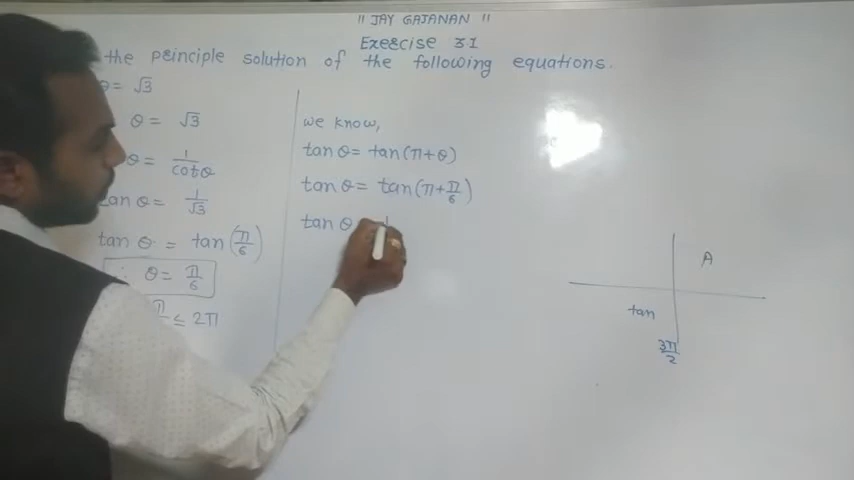 || JAY GAJANAN ||
Exercise 3.1
the principle solution of the following equations.
θ = √3
θ = √3
θ = 1/cotθ
tan θ = 1/√3
tan θ = tan (π/6)
∴ θ = π/6
π/ ≤ 2π
we know,
tan θ = tan (π + θ)
tan θ = tan (π + π/6)
tan θ
A
tan
3π/2